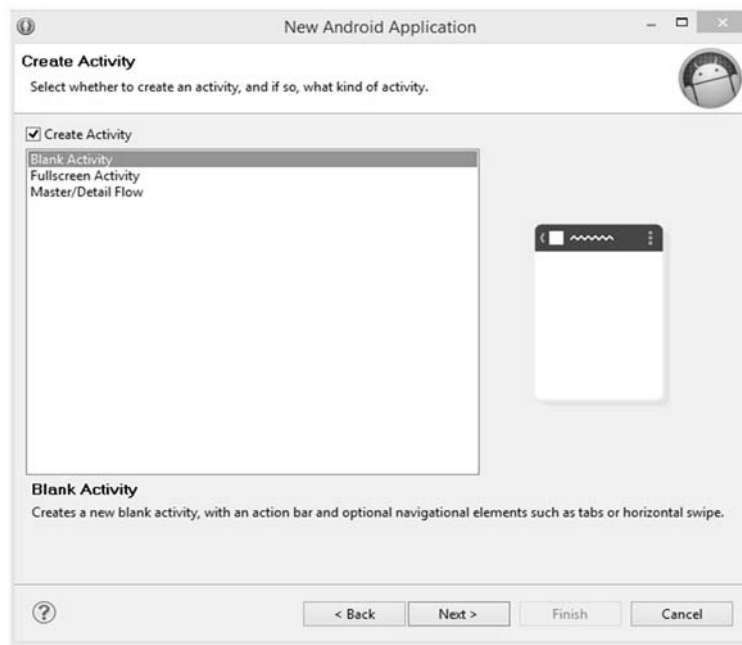 New Android Application
Create Activity
Select whether to create an activity, and if so, what kind of activity.
Create Activity
Blank Activity
Fullscreen Activity
Master/Detail Flow
Blank Activity
Creates a new blank activity, with an action bar and optional navigational elements such as tabs or horizontal swipe.
?
< Back
Next >
Finish
Cancel